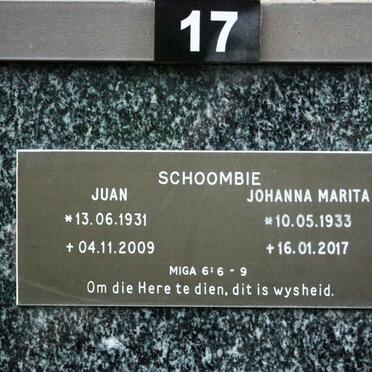 17
SCHOOMBIE
JUAN JOHANNA MARITA
*13.06.1931 *10.05.1933
+04.11.2009 +16.01.2017
MIGA 6:6 - 9
Om die Here te dien, dit is wysheid.